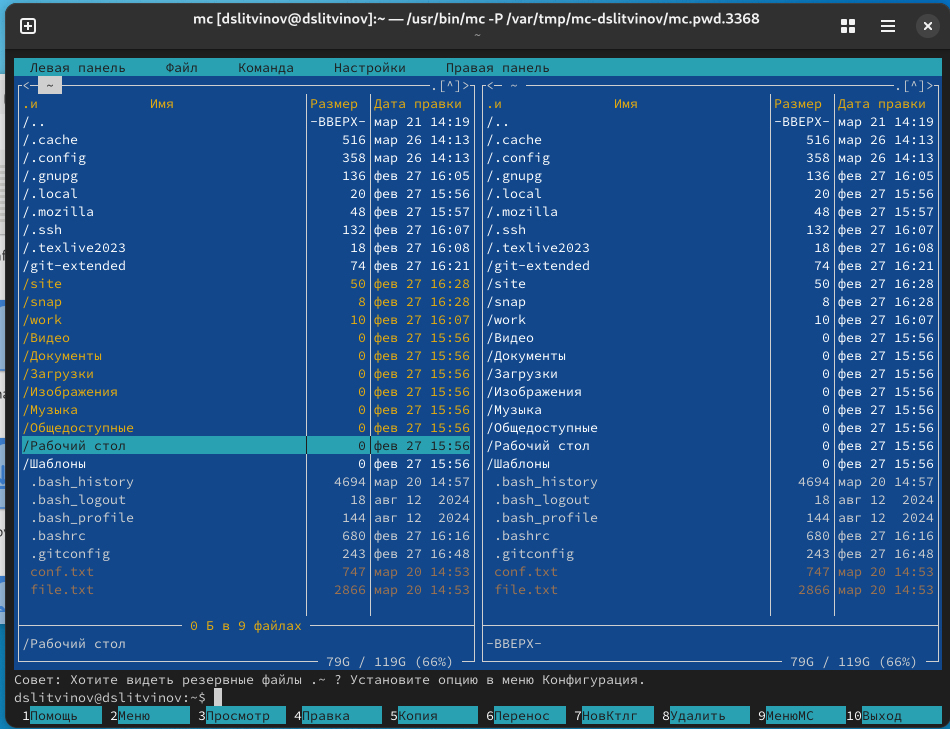 mc [dslitvinov@dslitvinov]:~ — /usr/bin/mc -P /var/tmp/mc-dslitvinov/mc.pwd.3368
~
Левая панель Файл Команда Настройки Правая панель
<- ~ .[^]> <- ~ .[^]>
.и Имя Размер Дата правки .и Имя Размер Дата правки
/.. -ВВЕРХ- мар 21 14:19 /.. -ВВЕРХ- мар 21 14:19
/.cache 516 мар 26 14:13 /.cache 516 мар 26 14:13
/.config 358 мар 26 14:13 /.config 358 мар 26 14:13
/.gnupg 136 фев 27 16:05 /.gnupg 136 фев 27 16:05
/.local 20 фев 27 15:56 /.local 20 фев 27 15:56
/.mozilla 48 фев 27 15:57 /.mozilla 48 фев 27 15:57
/.ssh 132 фев 27 16:07 /.ssh 132 фев 27 16:07
/.texlive2023 18 фев 27 16:08 /.texlive2023 18 фев 27 16:08
/git-extended 74 фев 27 16:21 /git-extended 74 фев 27 16:21
/site 50 фев 27 16:28 /site 50 фев 27 16:28
/snap 8 фев 27 16:28 /snap 8 фев 27 16:28
/work 10 фев 27 16:07 /work 10 фев 27 16:07
/Видео 0 фев 27 15:56 /Видео 0 фев 27 15:56
/Документы 0 фев 27 15:56 /Документы 0 фев 27 15:56
/Загрузки 0 фев 27 15:56 /Загрузки 0 фев 27 15:56
/Изображения 0 фев 27 15:56 /Изображения 0 фев 27 15:56
/Музыка 0 фев 27 15:56 /Музыка 0 фев 27 15:56
/Общедоступные 0 фев 27 15:56 /Общедоступные 0 фев 27 15:56
/Рабочий стол 0 фев 27 15:56 /Рабочий стол 0 фев 27 15:56
/Шаблоны 0 фев 27 15:56 /Шаблоны 0 фев 27 15:56
.bash_history 4694 мар 20 14:57 .bash_history 4694 мар 20 14:57
.bash_logout 18 авг 12 2024 .bash_logout 18 авг 12 2024
.bash_profile 144 авг 12 2024 .bash_profile 144 авг 12 2024
.bashrc 680 фев 27 16:16 .bashrc 680 фев 27 16:16
.gitconfig 243 фев 27 16:48 .gitconfig 243 фев 27 16:48
conf.txt 747 мар 20 14:53 conf.txt 747 мар 20 14:53
file.txt 2866 мар 20 14:53 file.txt 2866 мар 20 14:53
0 Б в 9 файлах
/Рабочий стол -ВВЕРХ-
79G / 119G (66%) 79G / 119G (66%)
Совет: Хотите видеть резервные файлы .~ ? Установите опцию в меню Конфигурация.
dslitvinov@dslitvinov:~$
1Помощь 2Меню 3Просмотр 4Правка 5Копия 6Перенос 7НовКтлг 8Удалить 9МенюМС 10Выход